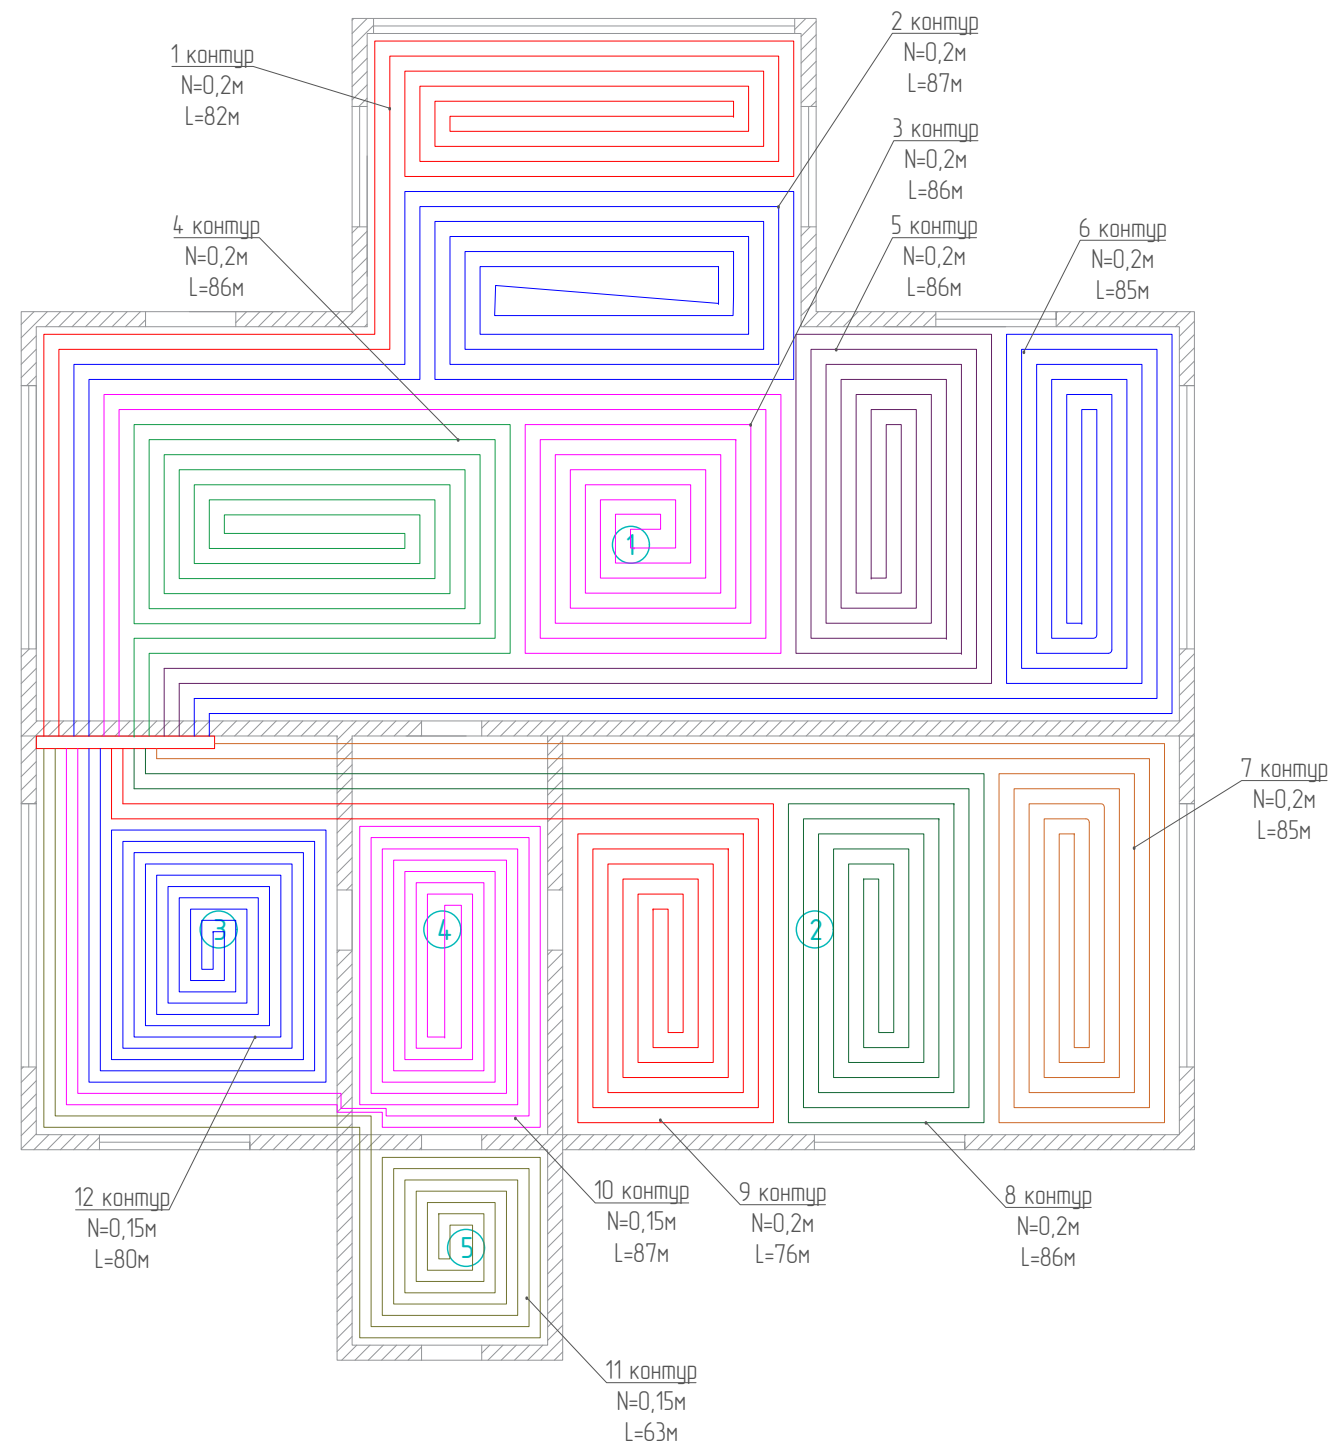 1 контур
N=0,2м
L=82м
2 контур
N=0,2м
L=87м
3 контур
N=0,2м
L=86м
4 контур
N=0,2м
L=86м
5 контур
N=0,2м
L=86м
6 контур
N=0,2м
L=85м
1
7 контур
N=0,2м
L=85м
3
4
2
12 контур
N=0,15м
L=80м
10 контур
N=0,15м
L=87м
9 контур
N=0,2м
L=76м
8 контур
N=0,2м
L=86м
5
11 контур
N=0,15м
L=63м